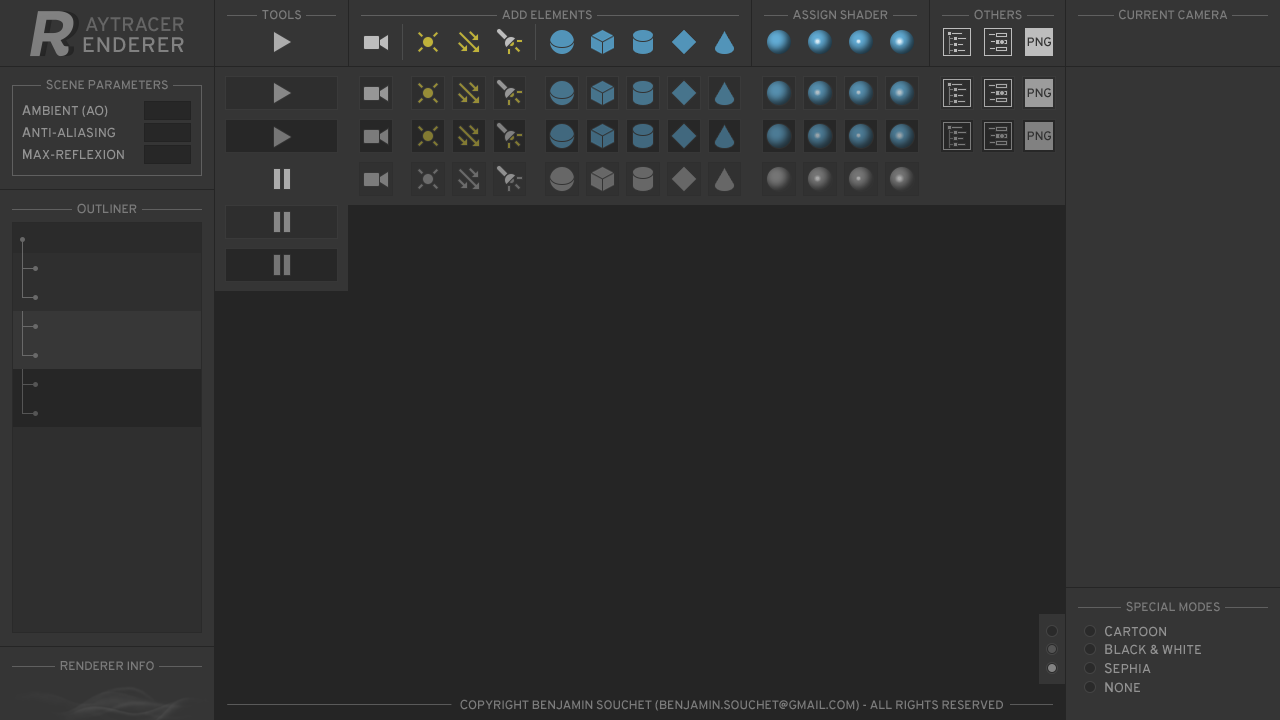 RAYTRACER
RENDERER
TOOLS
ADD ELEMENTS
ASSIGN SHADER
OTHERS
CURRENT CAMERA
PNG
SCENE PARAMETERS
AMBIENT (AO)
ANTI-ALIASING
MAX-REFLEXION
PNG
PNG
OUTLINER
SPECIAL MODES
CARTOON
BLACK & WHITE
SEPHIA
NONE
RENDERER INFO
COPYRIGHT BENJAMIN SOUCHET (BENJAMIN.SOUCHET@GMAIL.COM) - ALL RIGHTS RESERVED